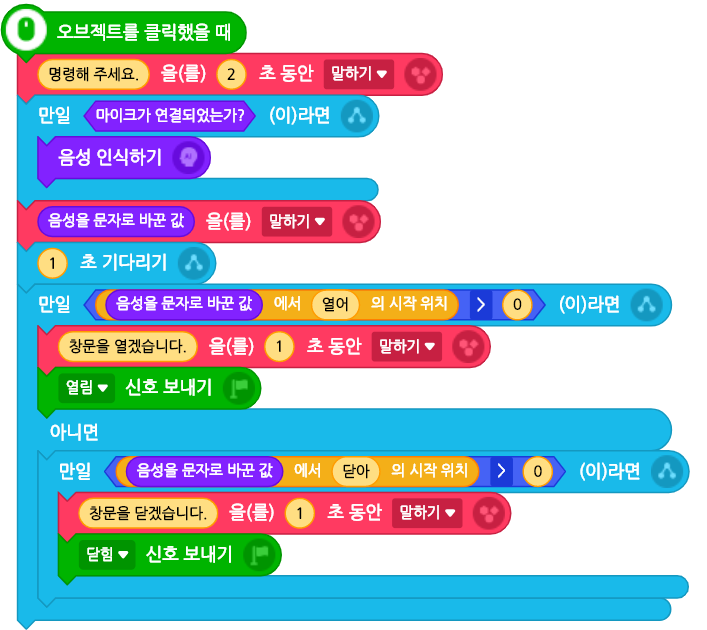 오브젝트를 클릭했을 때
명령해 주세요. 을(를) 2 초 동안 말하기
만일 마이크가 연결되었는가? (이)라면
음성 인식하기
음성을 문자로 바꾼 값 을(를) 말하기
1 초 기다리기
만일 음성을 문자로 바꾼 값 에서 열어 의 시작 위치 > 0 (이)라면
창문을 열겠습니다. 을(를) 1 초 동안 말하기
열림 신호 보내기
아니면
만일 음성을 문자로 바꾼 값 에서 닫아 의 시작 위치 > 0 (이)라면
창문을 닫겠습니다. 을(를) 1 초 동안 말하기
닫힘 신호 보내기